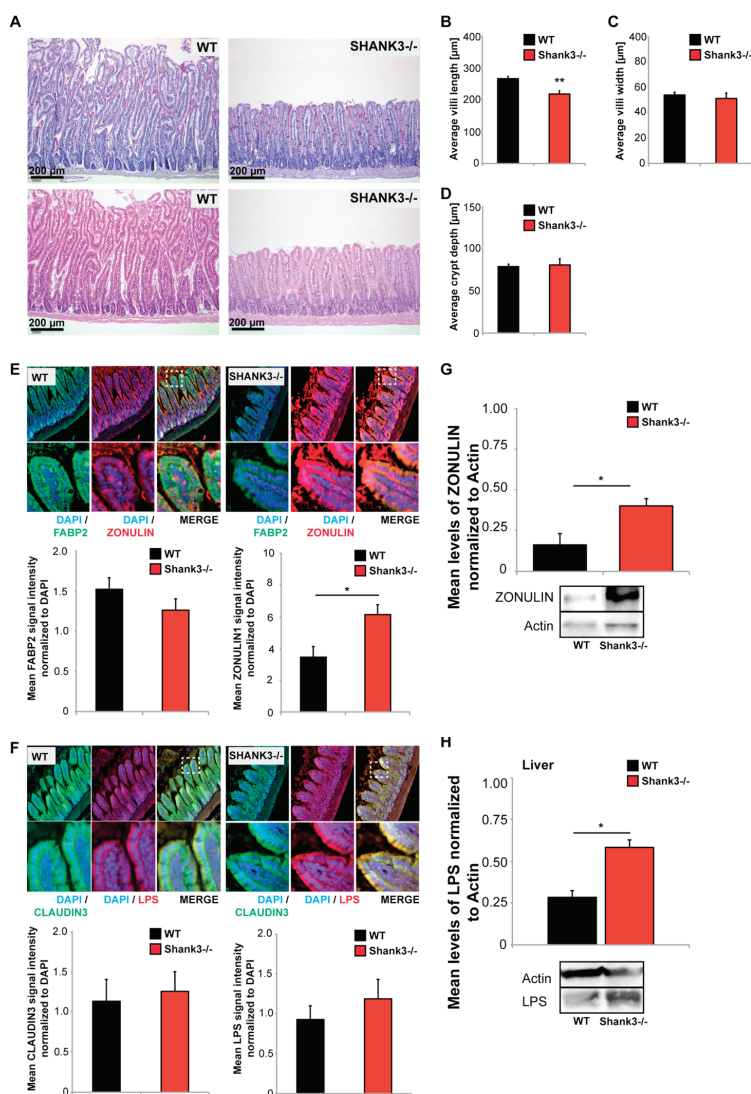 A
WT
SHANK3-/-
200 µm
200 µm
WT
SHANK3-/-
200 µm
200 µm
B
WT
Shank3-/-
Average villi length [µm]
400
300
200
100
0
**
C
WT
Shank3-/-
Average villi width [µm]
80
60
40
20
0
D
WT
Shank3-/-
Average crypt depth [µm]
200
150
100
50
0
E
WT
SHANK3-/-
DAPI / FABP2
DAPI / ZONULIN
MERGE
DAPI / FABP2
DAPI / ZONULIN
MERGE
Mean FABP2 signal intensity
normalized to DAPI
2.0
1.5
1.0
0.5
0
WT
Shank3-/-
Mean ZONULIN1 signal intensity
normalized to DAPI
10
8
6
4
2
0
WT
Shank3-/-
*
F
WT
SHANK3-/-
DAPI / CLAUDIN3
DAPI / LPS
MERGE
DAPI / CLAUDIN3
DAPI / LPS
MERGE
Mean CLAUDIN3 signal intensity
normalized to DAPI
2.0
1.5
1.0
0.5
0
WT
Shank3-/-
Mean LPS signal intensity
normalized to DAPI
2.0
1.5
1.0
0.5
0
WT
Shank3-/-
G
WT
Shank3-/-
Mean levels of ZONULIN
normalized to Actin
1.00
0.75
0.50
0.25
0
*
ZONULIN
Actin
WT Shank3-/-
H
Liver
WT
Shank3-/-
Mean levels of LPS normalized
to Actin
1.00
0.75
0.50
0.25
0
*
Actin
LPS
WT Shank3-/-